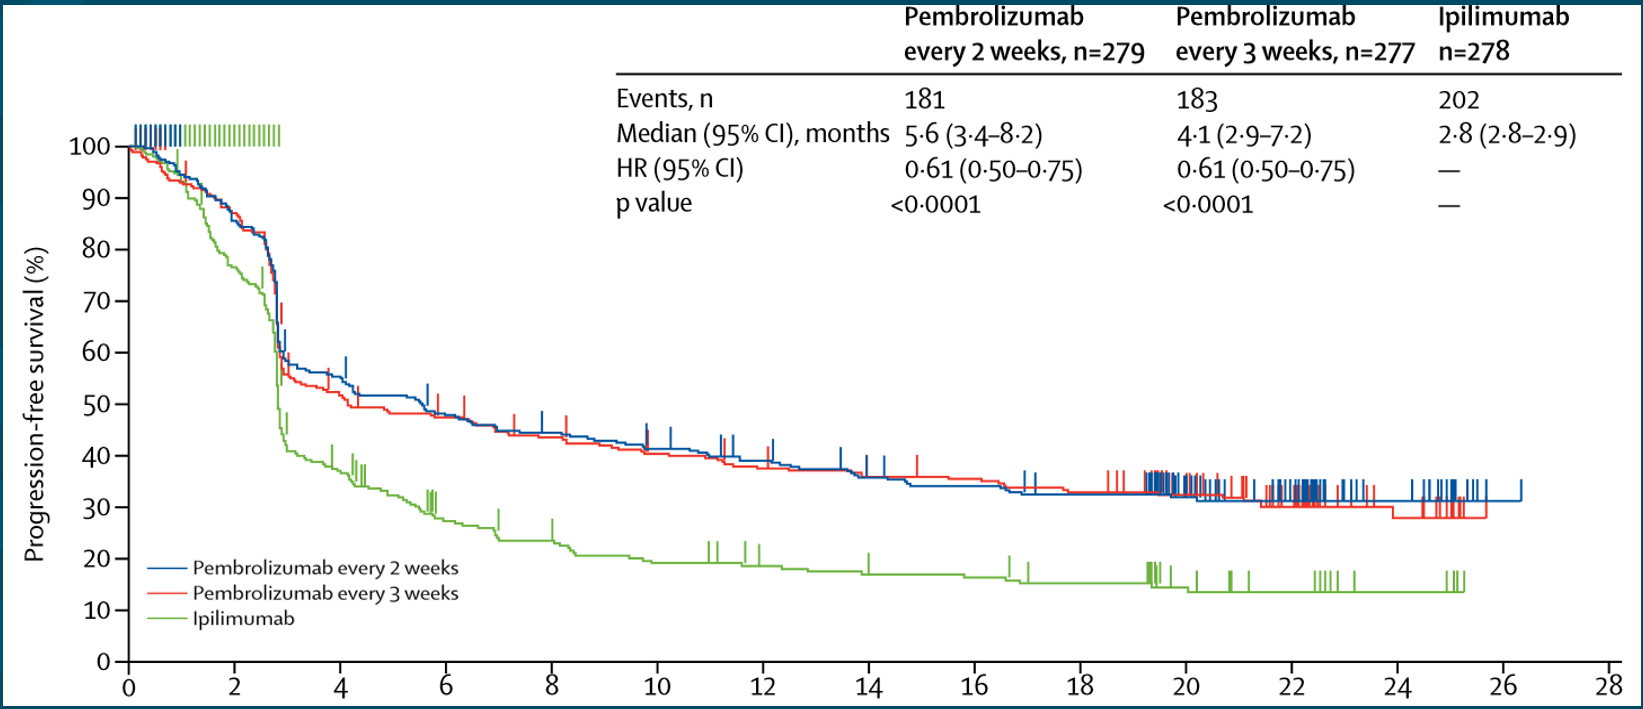 Pembrolizumab every 2 weeks, n=279 Pembrolizumab every 3 weeks, n=277 Ipilimumab n=278
Events, n 181 183 202
Median (95% CI), months 5·6 (3·4–8·2) 4·1 (2·9–7·2) 2·8 (2·8–2·9)
HR (95% CI) 0·61 (0·50–0·75) 0·61 (0·50–0·75) —
p value <0·0001 <0·0001 —
Progression-free survival (%)
100
90
80
70
60
50
40
30
20
10
0
Pembrolizumab every 2 weeks
Pembrolizumab every 3 weeks
Ipilimumab
0 2 4 6 8 10 12 14 16 18 20 22 24 26 28